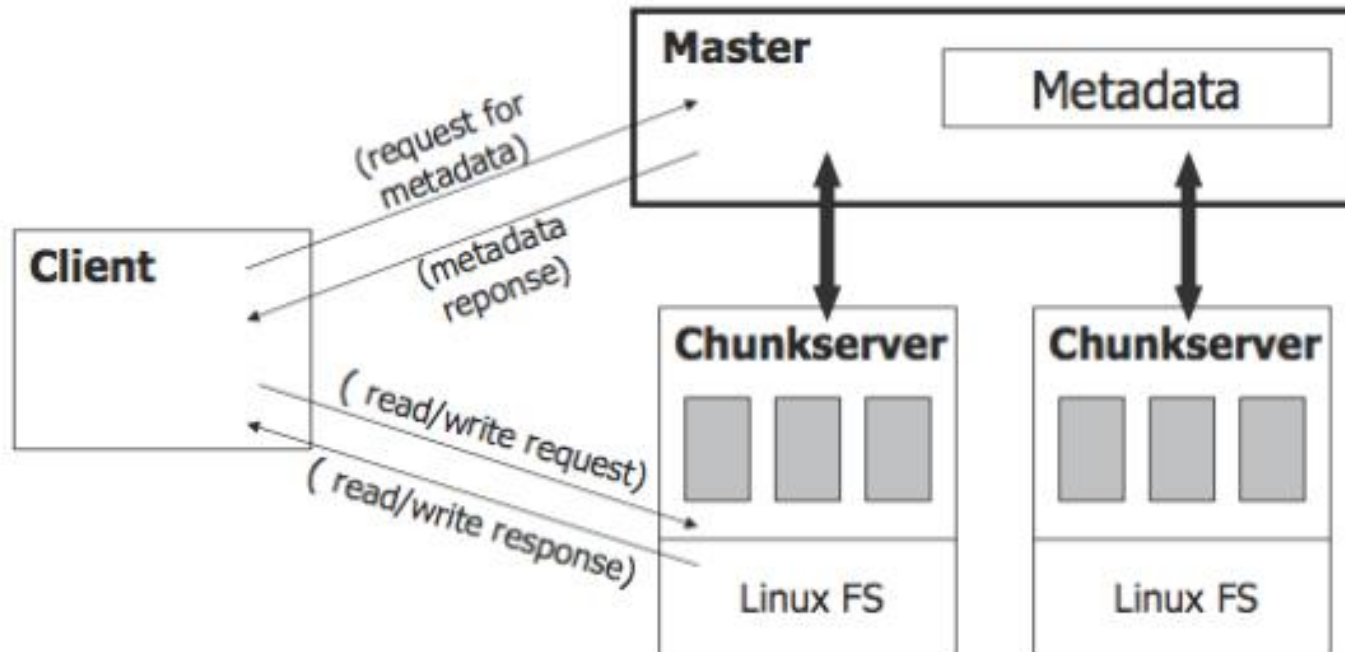 Master
Metadata
(request for
metadata)
(metadata
reponse)
Client
Chunkserver
Chunkserver
( read/write request)
( read/write response)
Linux FS
Linux FS